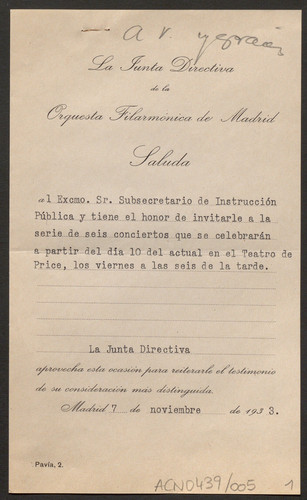 La Junta Directiva
de la
Orquesta Filarmónica de Madrid
Saluda
al Excmo. Sr. Subsecretario de Instrucción
Pública y tiene el honor de invitarle a la
serie de seis conciertos que se celebrarán
a partir del día 10 del actual en el Teatro de
Price, los viernes a las seis de la tarde.
La Junta Directiva
aprovecha esta ocasión para reiterarle el testimonio
de su consideración más distinguida.
Madrid 7 de noviembre de 1933.
Pavía, 2.
ACN0439/005 1